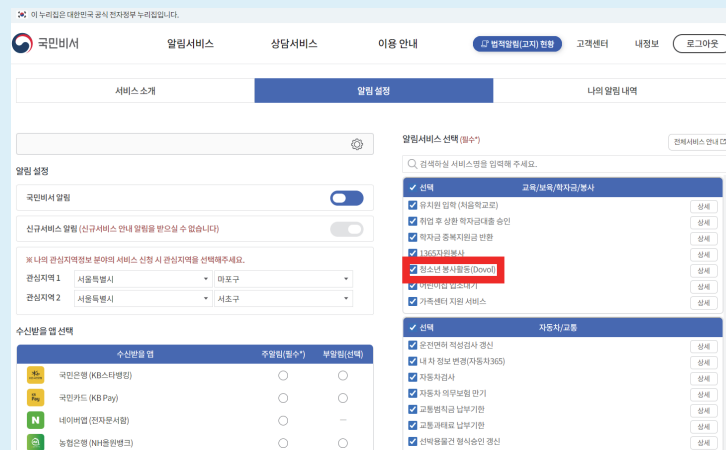 이 누리집은 대한민국 공식 전자정부 누리집입니다.
국민비서 알림서비스 상담서비스 이용 안내 법적알림(고지) 현황 고객센터 내정보 로그아웃
서비스 소개 알림 설정 나의 알림 내역
알림서비스 선택 (필수*) 전체서비스 안내
검색하실 서비스명을 입력해 주세요.
알림 설정
국민비서 알림
신규서비스 알림 (신규서비스 안내 알림을 받으실 수 없습니다)
※ 나의 관심지역정보 분야의 서비스 신청 시 관심지역을 선택해주세요.
관심지역 1 서울특별시 마포구
관심지역 2 서울특별시 서초구
수신받을 앱 선택
수신받을 앱 주알림(필수*) 부알림(선택)
국민은행 (KB스타뱅킹)
KB Pay 국민카드 (KB Pay)
N 네이버앱 (전자문서함)
농협은행 (NH올원뱅크)
선택 교육/보육/학자금/봉사
유치원 입학 (처음학교로) 상세
취업 후 상환 학자금대출 승인 상세
학자금 중복지원금 반환 상세
1365자원봉사 상세
청소년 봉사활동(Dovol) 상세
어린이집 입소대기 상세
가족센터 지원 서비스 상세
선택 자동차/교통
운전면허 적성검사 갱신 상세
내 차 정보 변경(자동차365) 상세
자동차검사 상세
자동차 의무보험 만기 상세
교통범칙금 납부기한 상세
교통과태료 납부기한 상세
선박용물건 형식승인 갱신 상세